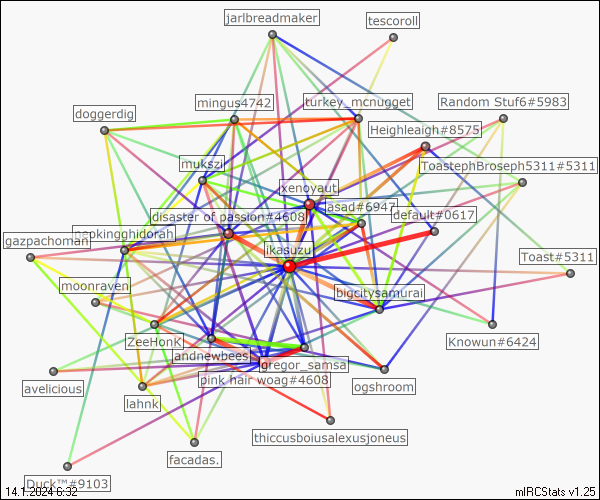 jarlbreadmaker
tescoroll
mingus4742
turkey_mcnugget
Random Stuf6#5983
doggerdig
Heighleigh#8575
mukszi
ToastephBroseph5311#5311
xenoyaut
asad#6947
disaster of passion#4608
default#0617
gazpachoman
ikasuzu
Toast#5311
moonraven
bigcitysamurai
ZeeHonK
Knowun#6424
andnewbees
gregor_samsa
pink hair woag#4608
avelicious
ogshroom
lahnk
thiccusboiusalexusjoneus
facadas.
Duck™#9103
14.1.2024 6:32
mIRCStats v1.25